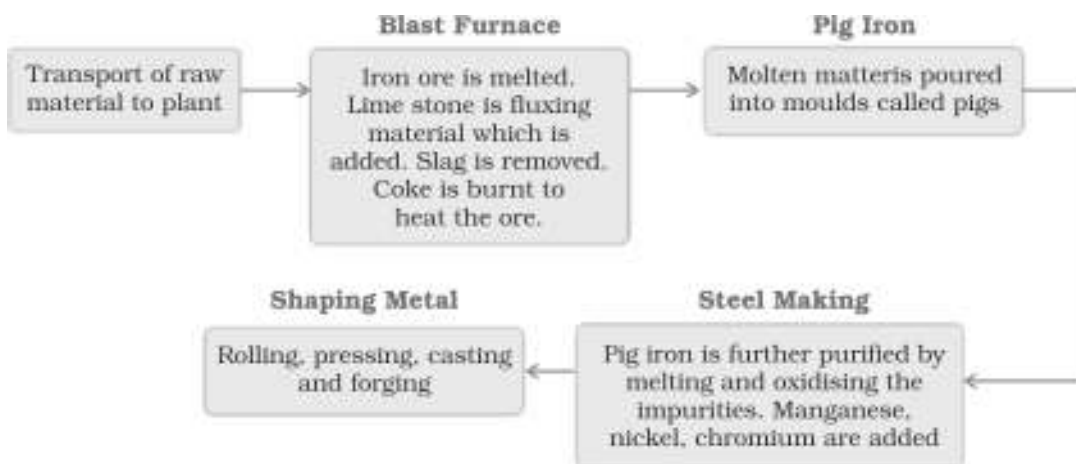 Blast Furnace
Pig Iron
Transport of raw
material to plant
Iron ore is melted.
Lime stone is fluxing
material which is
added. Slag is removed.
Coke is burnt to
heat the ore.
Molten matteris poured
into moulds called pigs
Shaping Metal
Steel Making
Rolling, pressing, casting
and forging
Pig iron is further purified by
melting and oxidising the
impurities. Manganese,
nickel, chromium are added